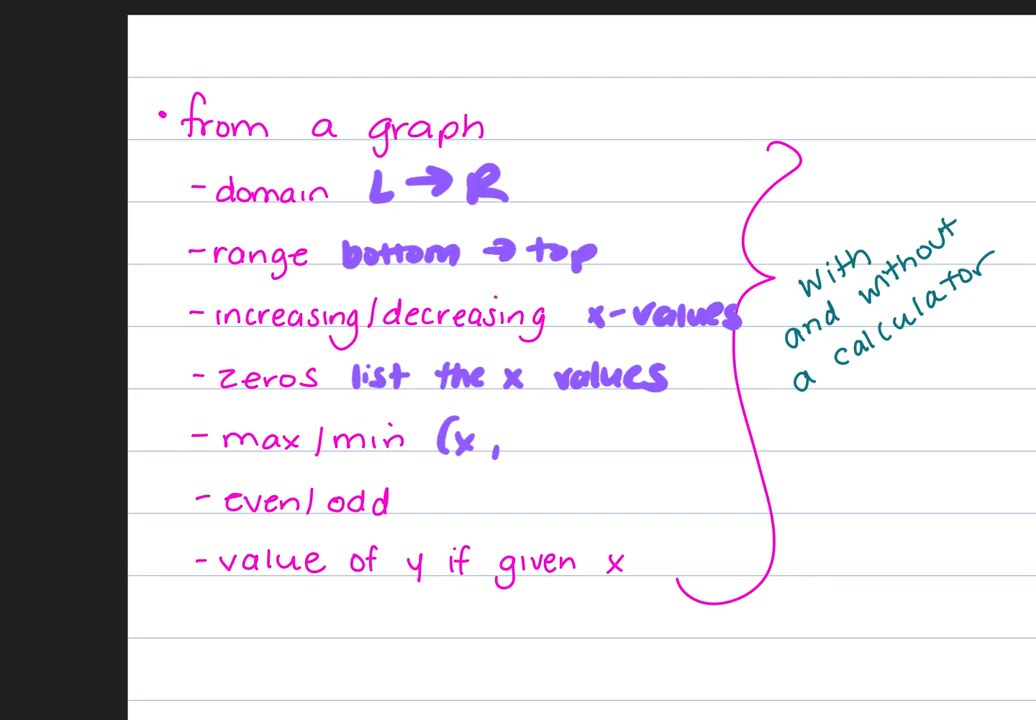 • from a graph
- domain L → R
- range bottom → top
- increasing/decreasing x-values
- zeros list the x values
- max/min (x,
- even/odd
- value of y if given x
with
and without
a calculator